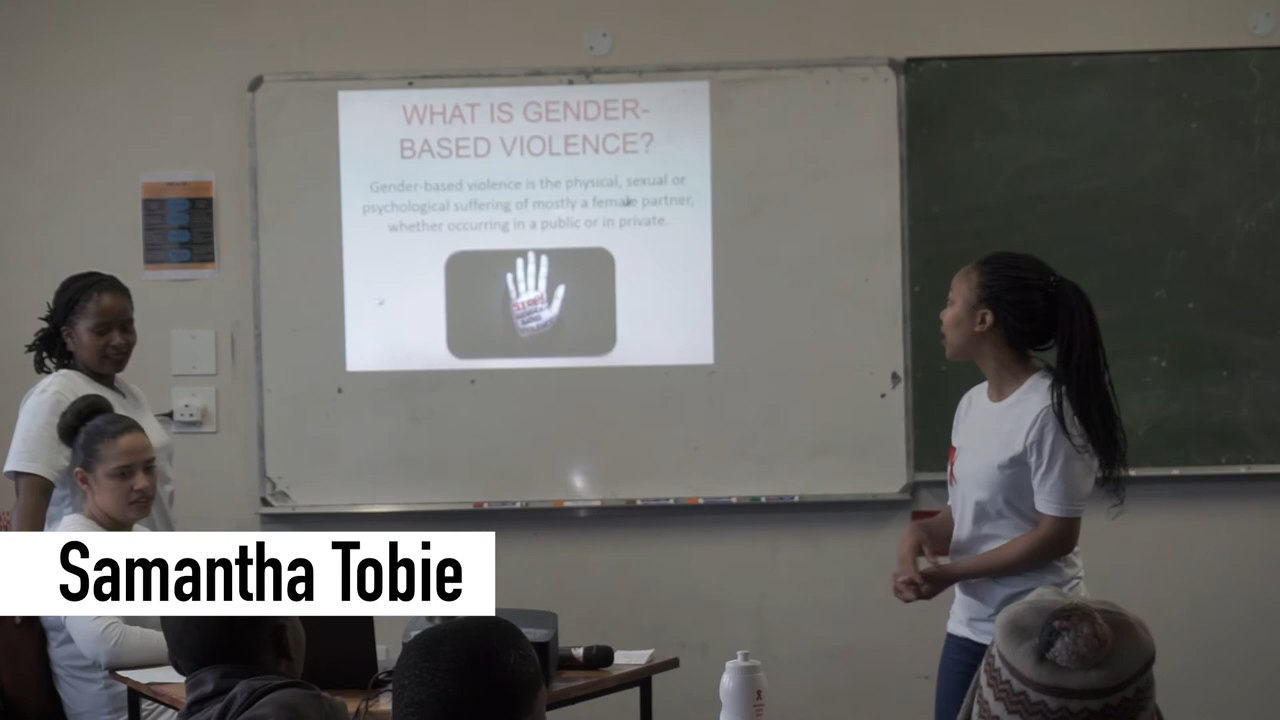 WHAT IS GENDER-
BASED VIOLENCE?
Gender-based violence is the physical, sexual or
psychological suffering of mostly a female partner,
whether occurring in a public or in private.
Samantha Tobie